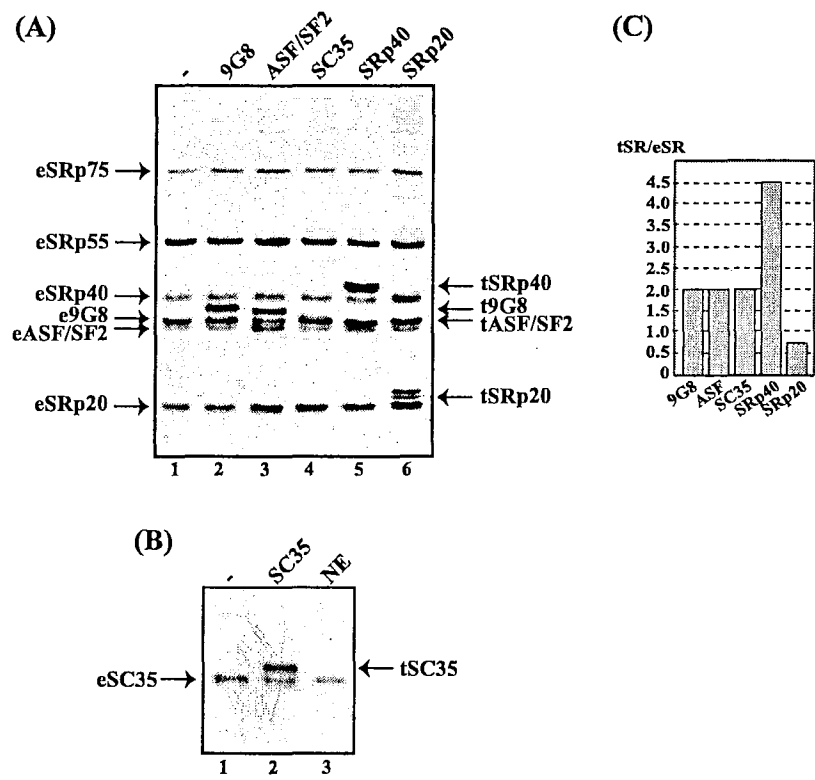 (A)
- 9G8 ASF/SF2 SC35 SRp40 SRp20
eSRp75
eSRp55
eSRp40
e9G8
eASF/SF2
eSRp20
tSRp40
t9G8
tASF/SF2
tSRp20
1 2 3 4 5 6
(C)
tSR/eSR
4.5
4.0
3.5
3.0
2.5
2.0
1.5
1.0
0.5
0
9G8 ASF SC35 SRp40 SRp20
(B)
- SC35 NE
eSC35
tSC35
1 2 3